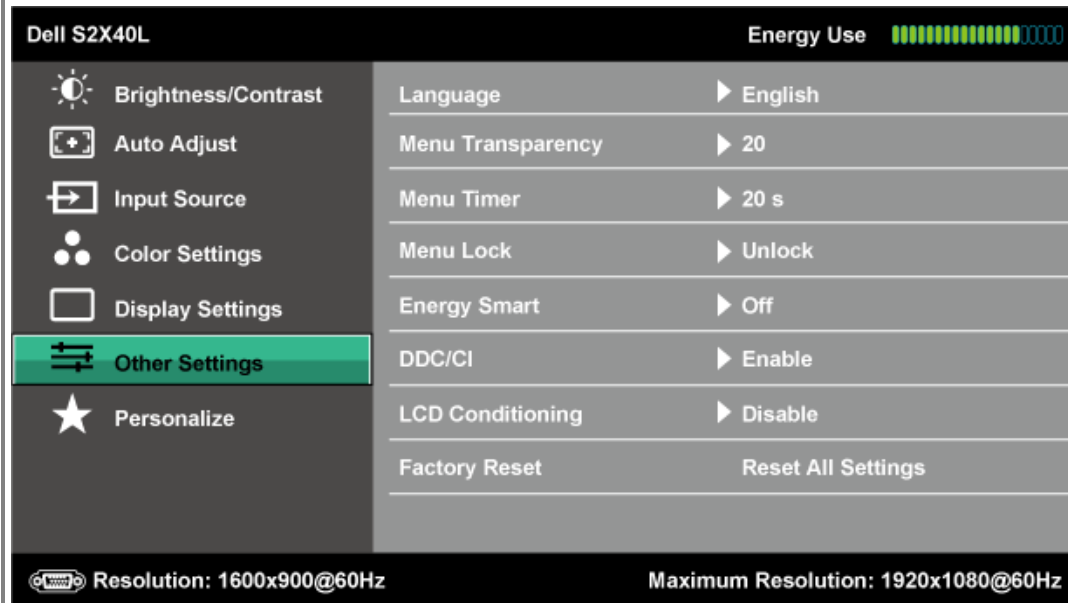 Dell S2X40L
Energy Use
Brightness/Contrast
Auto Adjust
Input Source
Color Settings
Display Settings
Other Settings
Personalize
Language English
Menu Transparency 20
Menu Timer 20 s
Menu Lock Unlock
Energy Smart Off
DDC/CI Enable
LCD Conditioning Disable
Factory Reset Reset All Settings
Resolution: 1600x900@60Hz
Maximum Resolution: 1920x1080@60Hz